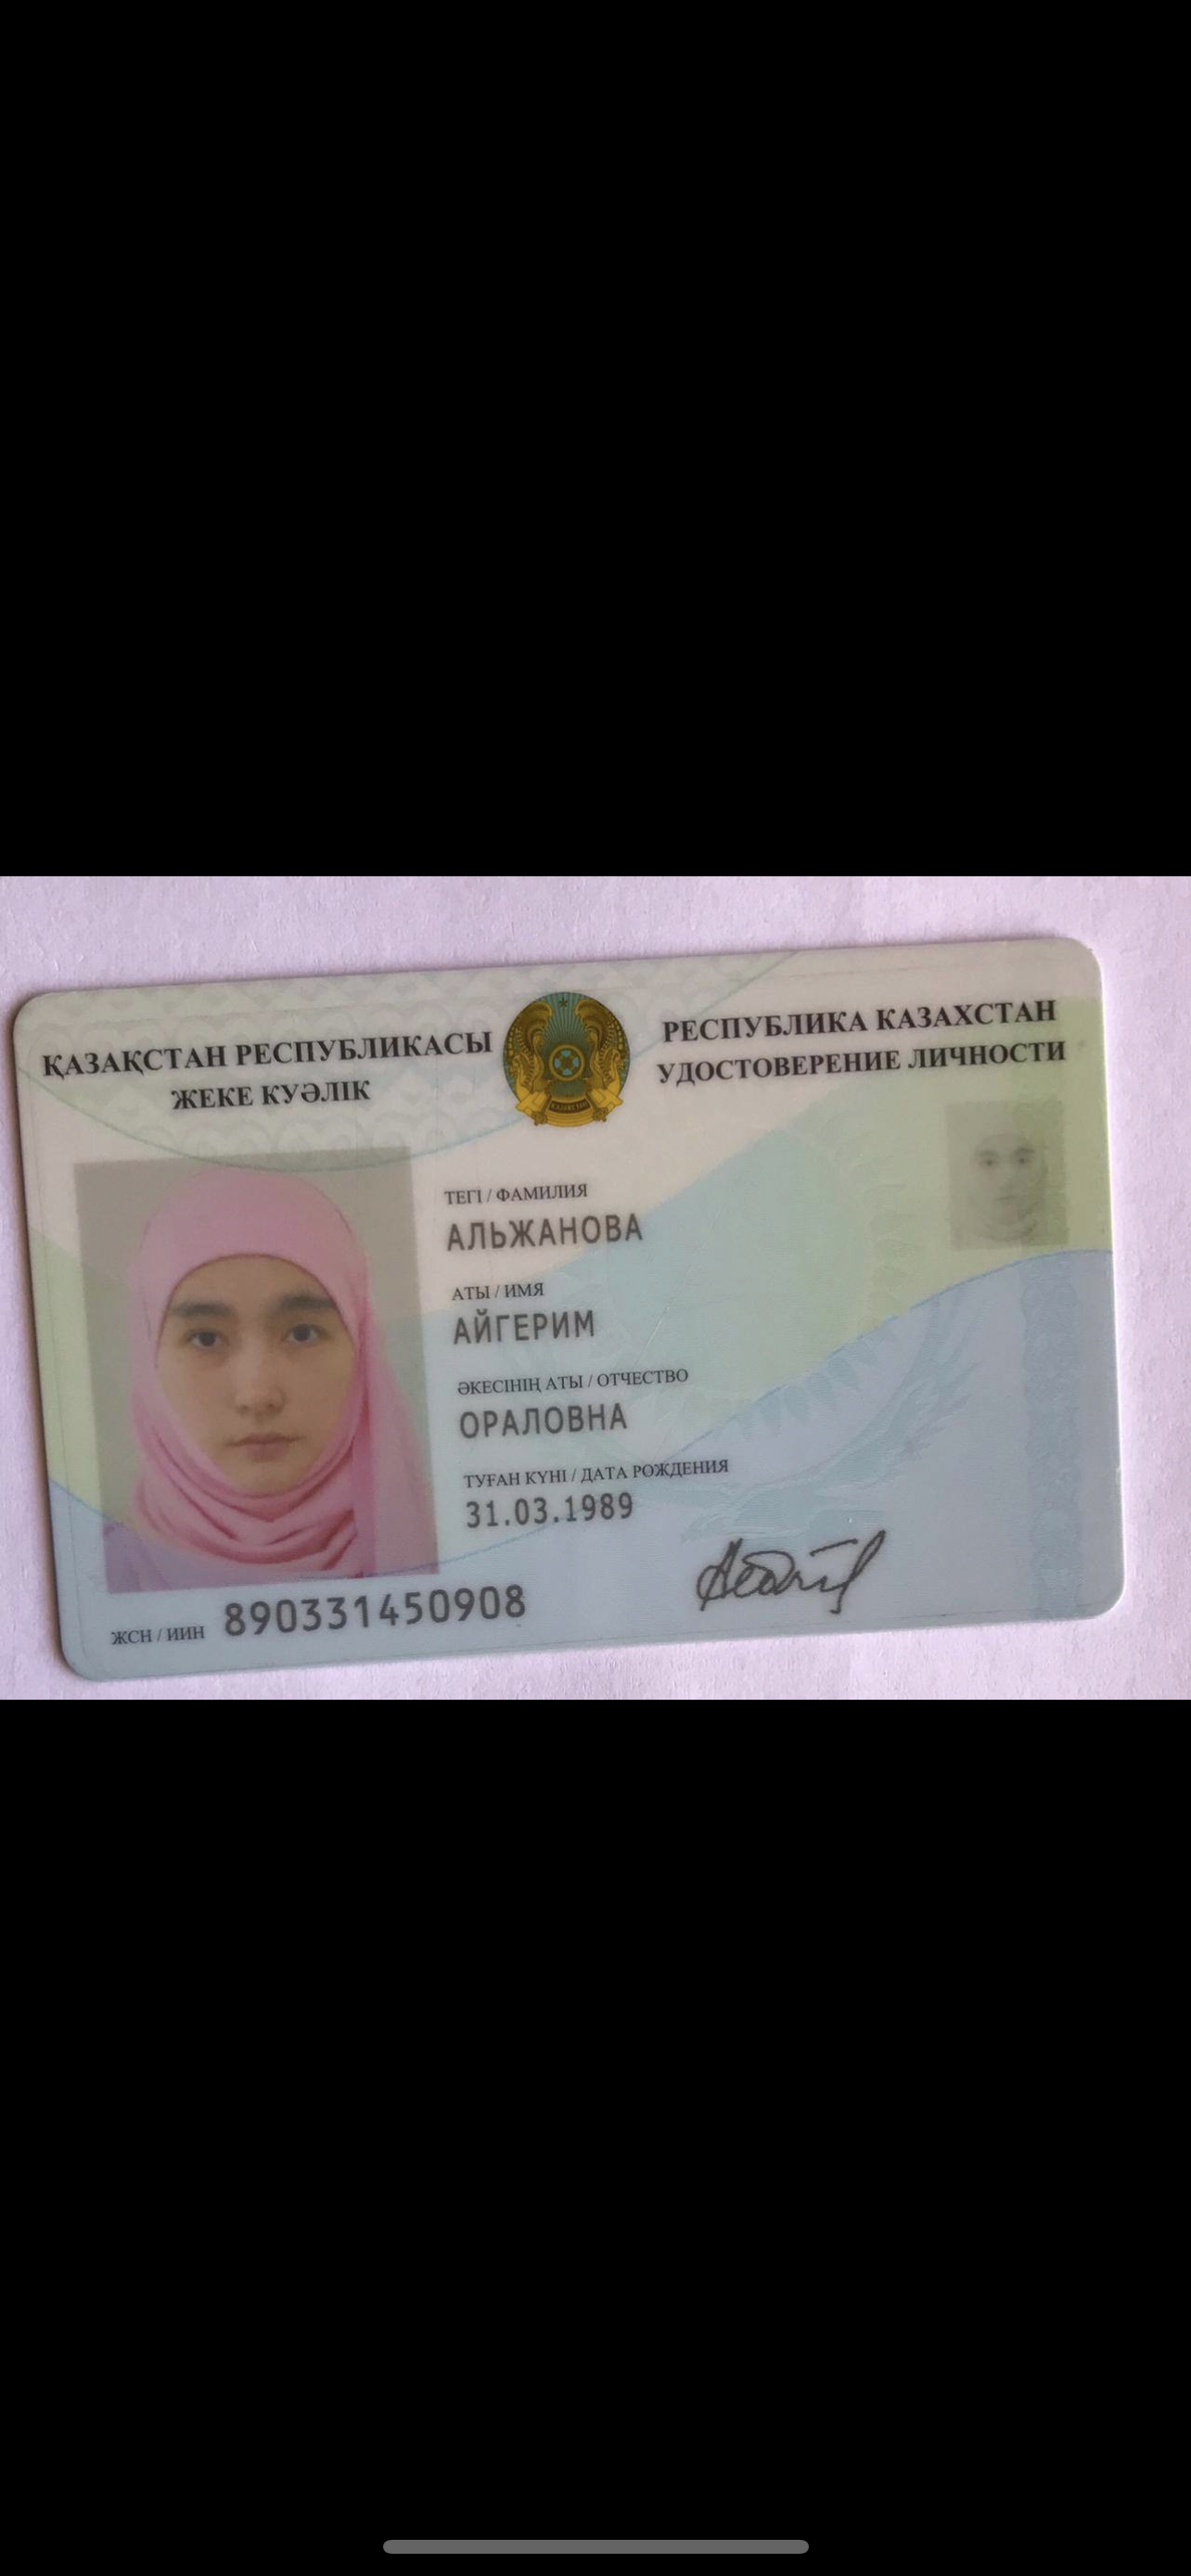 ҚАЗАҚСТАН РЕСПУБЛИКАСЫ
ЖЕКЕ КУӘЛІК
РЕСПУБЛИКА КАЗАХСТАН
УДОСТОВЕРЕНИЕ ЛИЧНОСТИ
ТЕГІ / ФАМИЛИЯ
АЛЬЖАНОВА
АТЫ / ИМЯ
АЙГЕРИМ
ӘКЕСІНІҢ АТЫ / ОТЧЕСТВО
ОРАЛОВНА
ТУҒАН КҮНІ / ДАТА РОЖДЕНИЯ
31.03.1989
ЖСН / ИИН 890331450908